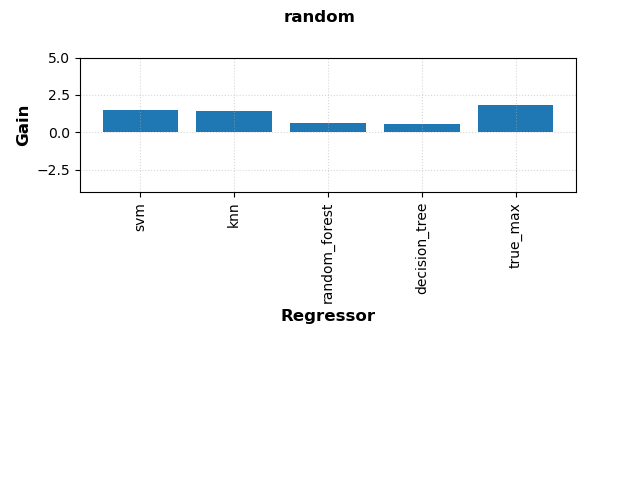 random
Gain
5.0
2.5
0.0
−2.5
svm
knn
random_forest
decision_tree
true_max
Regressor